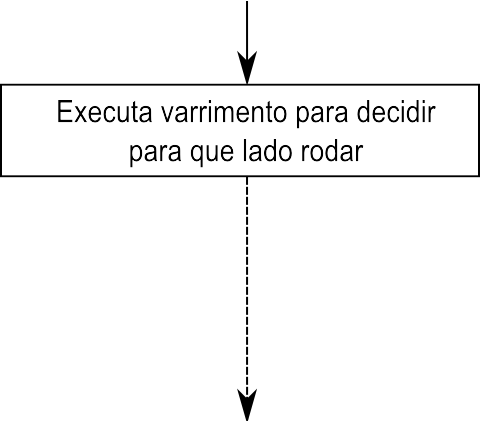 Executa varrimento para decidir
para que lado rodar